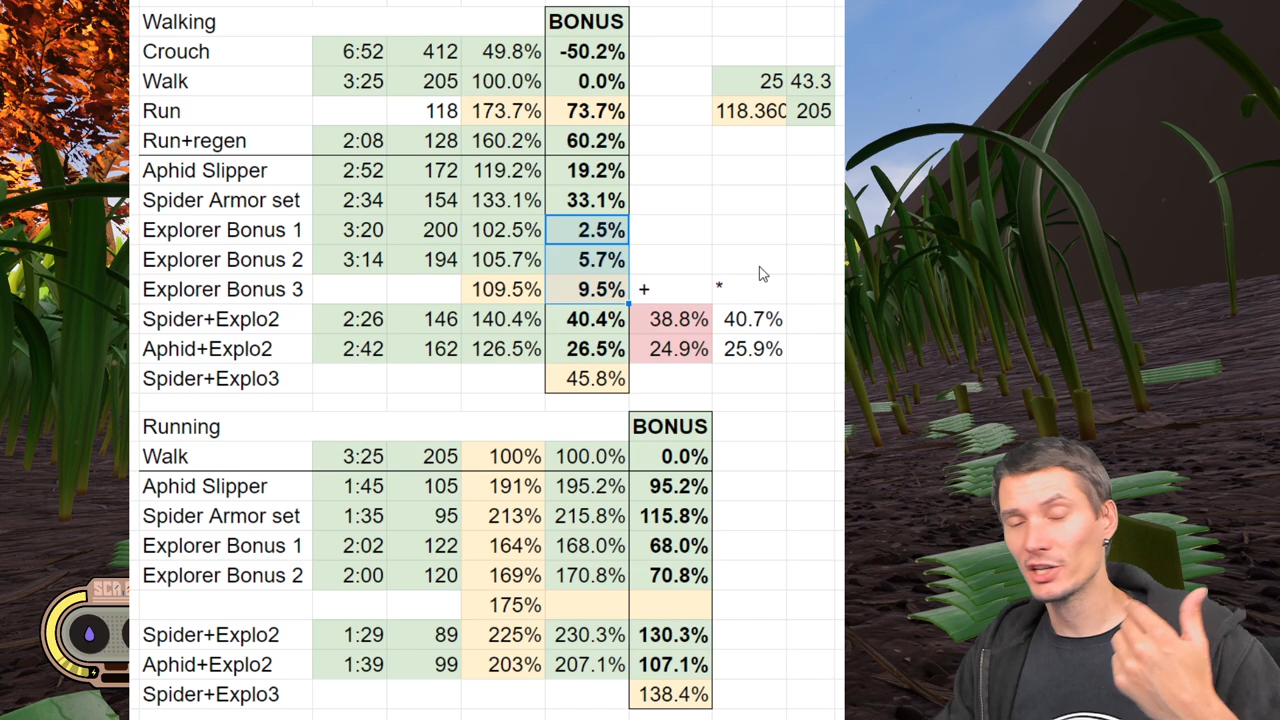 Walking BONUS
Crouch 6:52 412 49.8% -50.2%
Walk 3:25 205 100.0% 0.0% 25 43.3
Run 118 173.7% 73.7% 118.360 205
Run+regen 2:08 128 160.2% 60.2%
Aphid Slipper 2:52 172 119.2% 19.2%
Spider Armor set 2:34 154 133.1% 33.1%
Explorer Bonus 1 3:20 200 102.5% 2.5%
Explorer Bonus 2 3:14 194 105.7% 5.7%
Explorer Bonus 3 109.5% 9.5% + *
Spider+Explo2 2:26 146 140.4% 40.4% 38.8% 40.7%
Aphid+Explo2 2:42 162 126.5% 26.5% 24.9% 25.9%
Spider+Explo3 45.8%
Running BONUS
Walk 3:25 205 100% 100.0% 0.0%
Aphid Slipper 1:45 105 191% 195.2% 95.2%
Spider Armor set 1:35 95 213% 215.8% 115.8%
Explorer Bonus 1 2:02 122 164% 168.0% 68.0%
Explorer Bonus 2 2:00 120 169% 170.8% 70.8%
175%
Spider+Explo2 1:29 89 225% 230.3% 130.3%
Aphid+Explo2 1:39 99 203% 207.1% 107.1%
Spider+Explo3 138.4%